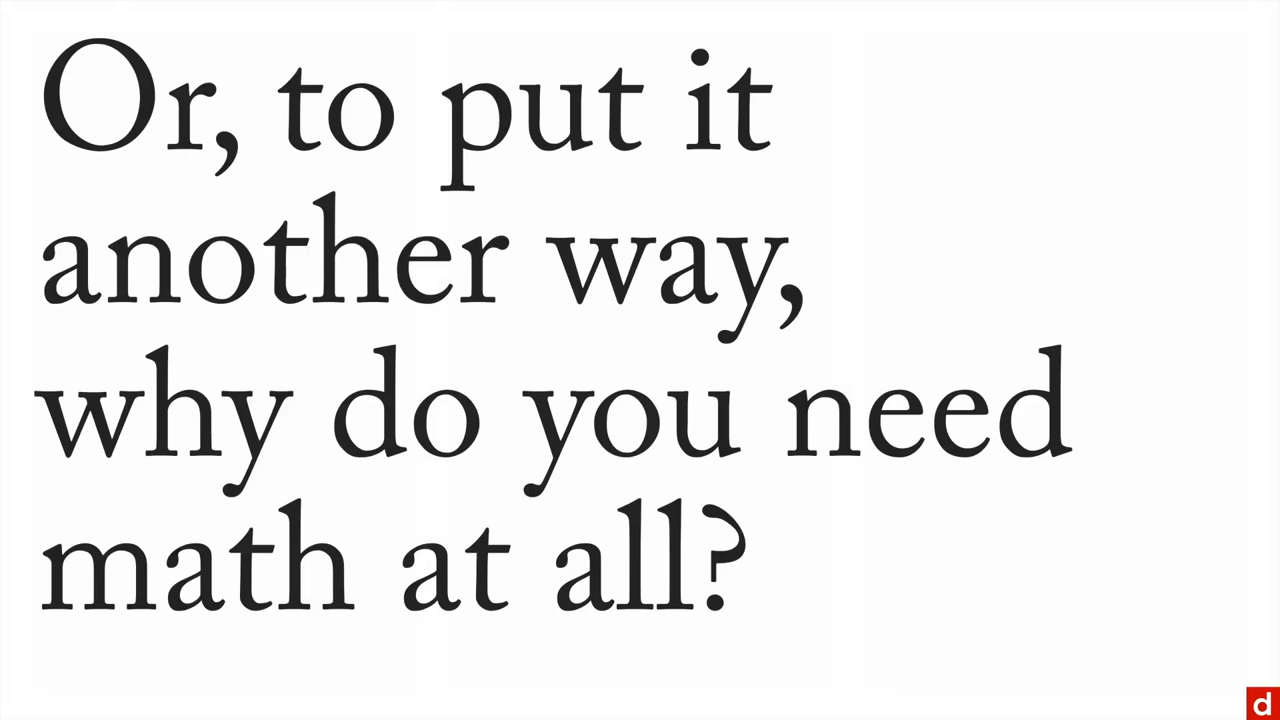 Or, to put it
another way,
why do you need
math at all?
d